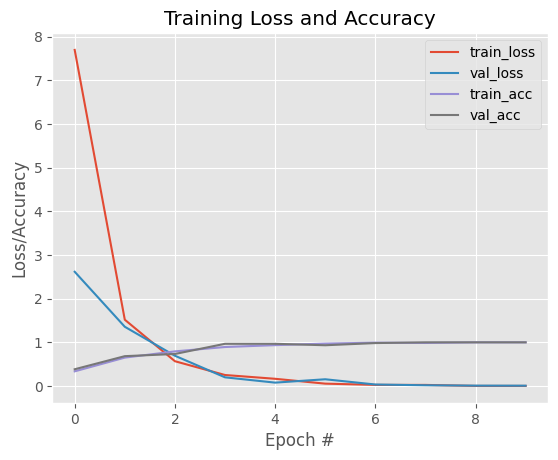 Training Loss and Accuracy
8
7
6
5
4
3
2
1
0
Loss/Accuracy
train_loss
val_loss
train_acc
val_acc
0
2
4
6
8
Epoch #